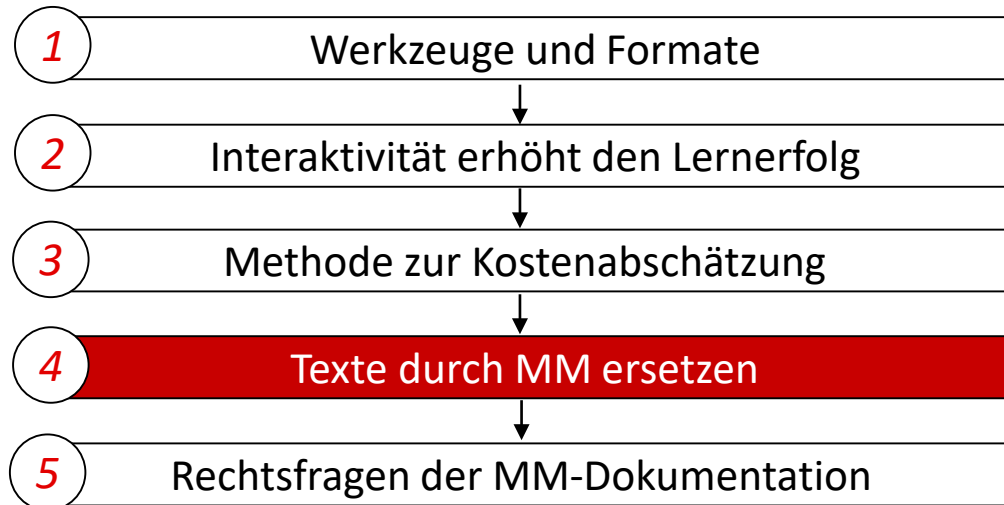 1 Werkzeuge und Formate
2 Interaktivität erhöht den Lernerfolg
3 Methode zur Kostenabschätzung
4 Texte durch MM ersetzen
5 Rechtsfragen der MM-Dokumentation